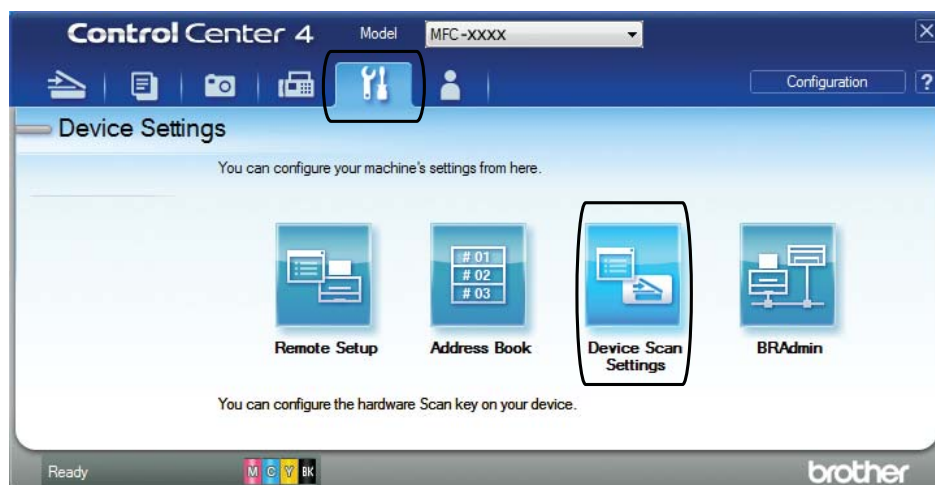 Control Center 4 Model MFC-XXXX
Configuration ?
Device Settings
You can configure your machine's settings from here.
# 01
# 02
# 03
Remote Setup Address Book Device Scan Settings BRAdmin
You can configure the hardware Scan key on your device.
Ready M C Y BK brother